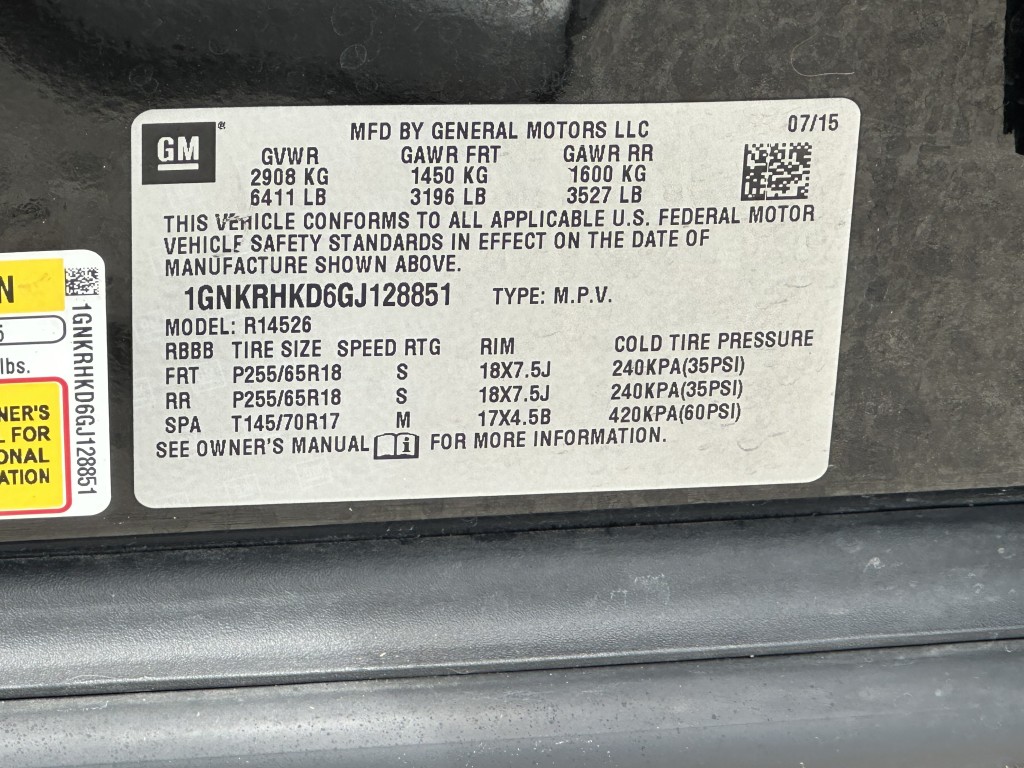 GM
MFD BY GENERAL MOTORS LLC 07/15
GVWR GAWR FRT GAWR RR
2908 KG 1450 KG 1600 KG
6411 LB 3196 LB 3527 LB
THIS VEHICLE CONFORMS TO ALL APPLICABLE U.S. FEDERAL MOTOR
VEHICLE SAFETY STANDARDS IN EFFECT ON THE DATE OF
MANUFACTURE SHOWN ABOVE.
1GNKRHKD6GJ128851 TYPE: M.P.V.
MODEL: R14526
RBBB TIRE SIZE SPEED RTG RIM COLD TIRE PRESSURE
FRT P255/65R18 S 18X7.5J 240KPA(35PSI)
RR P255/65R18 S 18X7.5J 240KPA(35PSI)
SPA T145/70R17 M 17X4.5B 420KPA(60PSI)
SEE OWNER'S MANUAL i FOR MORE INFORMATION.
N
lbs.
NER'S
L FOR
ONAL
ATION
1GNKRHKD6GJ128851